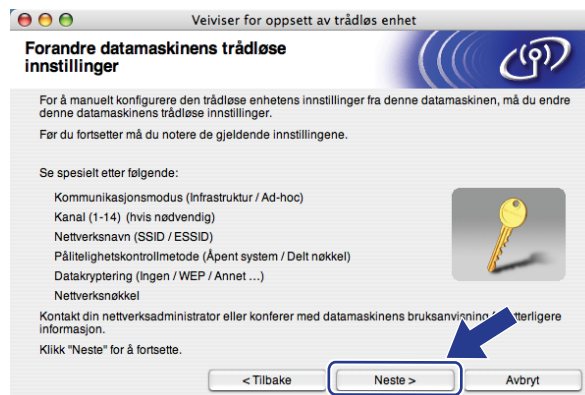 Veiviser for oppsett av trådløs enhet
Forandre datamaskinens trådløse
innstillinger
For å manuelt konfigurere den trådløse enhetens innstillinger fra denne datamaskinen, må du endre
denne datamaskinens trådløse innstillinger.
Før du fortsetter må du notere de gjeldende innstillingene.
Se spesielt etter følgende:
Kommunikasjonsmodus (Infrastruktur / Ad-hoc)
Kanal (1-14) (hvis nødvendig)
Nettverksnavn (SSID / ESSID)
Pålitelighetskontrollmetode (Åpent system / Delt nøkkel)
Datakryptering (Ingen / WEP / Annet ...)
Nettverksnøkkel
Kontakt din nettverksadministrator eller konferer med datamaskinens bruksanvisning
informasjon.
Klikk "Neste" for å fortsette.
< Tilbake
Neste >
Avbryt